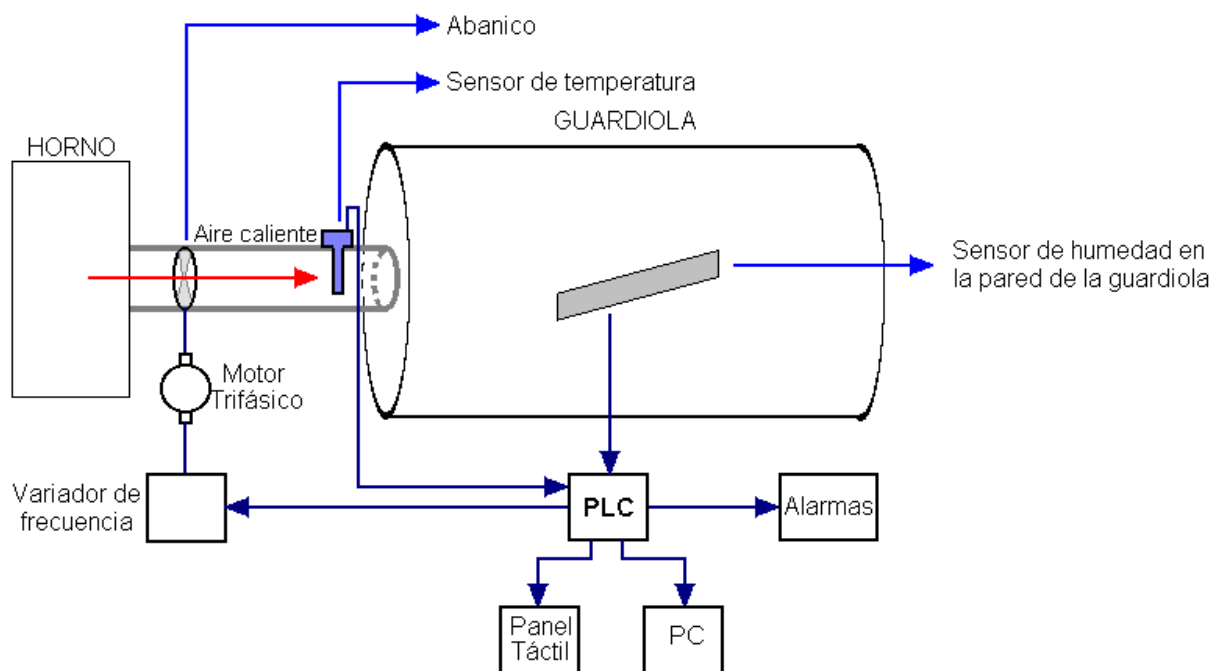 Abanico
Sensor de temperatura
GUARDIOLA
HORNO
Aire caliente
Sensor de humedad en
la pared de la guardiola
Motor
Trifásico
Variador de
frecuencia
PLC
Alarmas
Panel
Táctil
PC